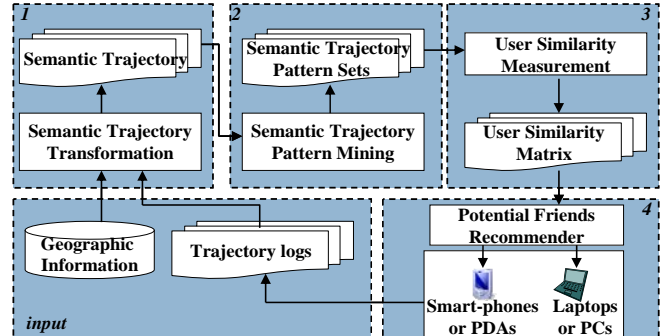 1
Semantic Trajectory
Semantic Trajectory
Transformation
2
Semantic Trajectory
Pattern Sets
Semantic Trajectory
Pattern Mining
3
User Similarity
Measurement
User Similarity
Matrix
Geographic
Information
Trajectory logs
input
4
Potential Friends
Recommender
Smart-phones
or PDAs
Laptops
or PCs